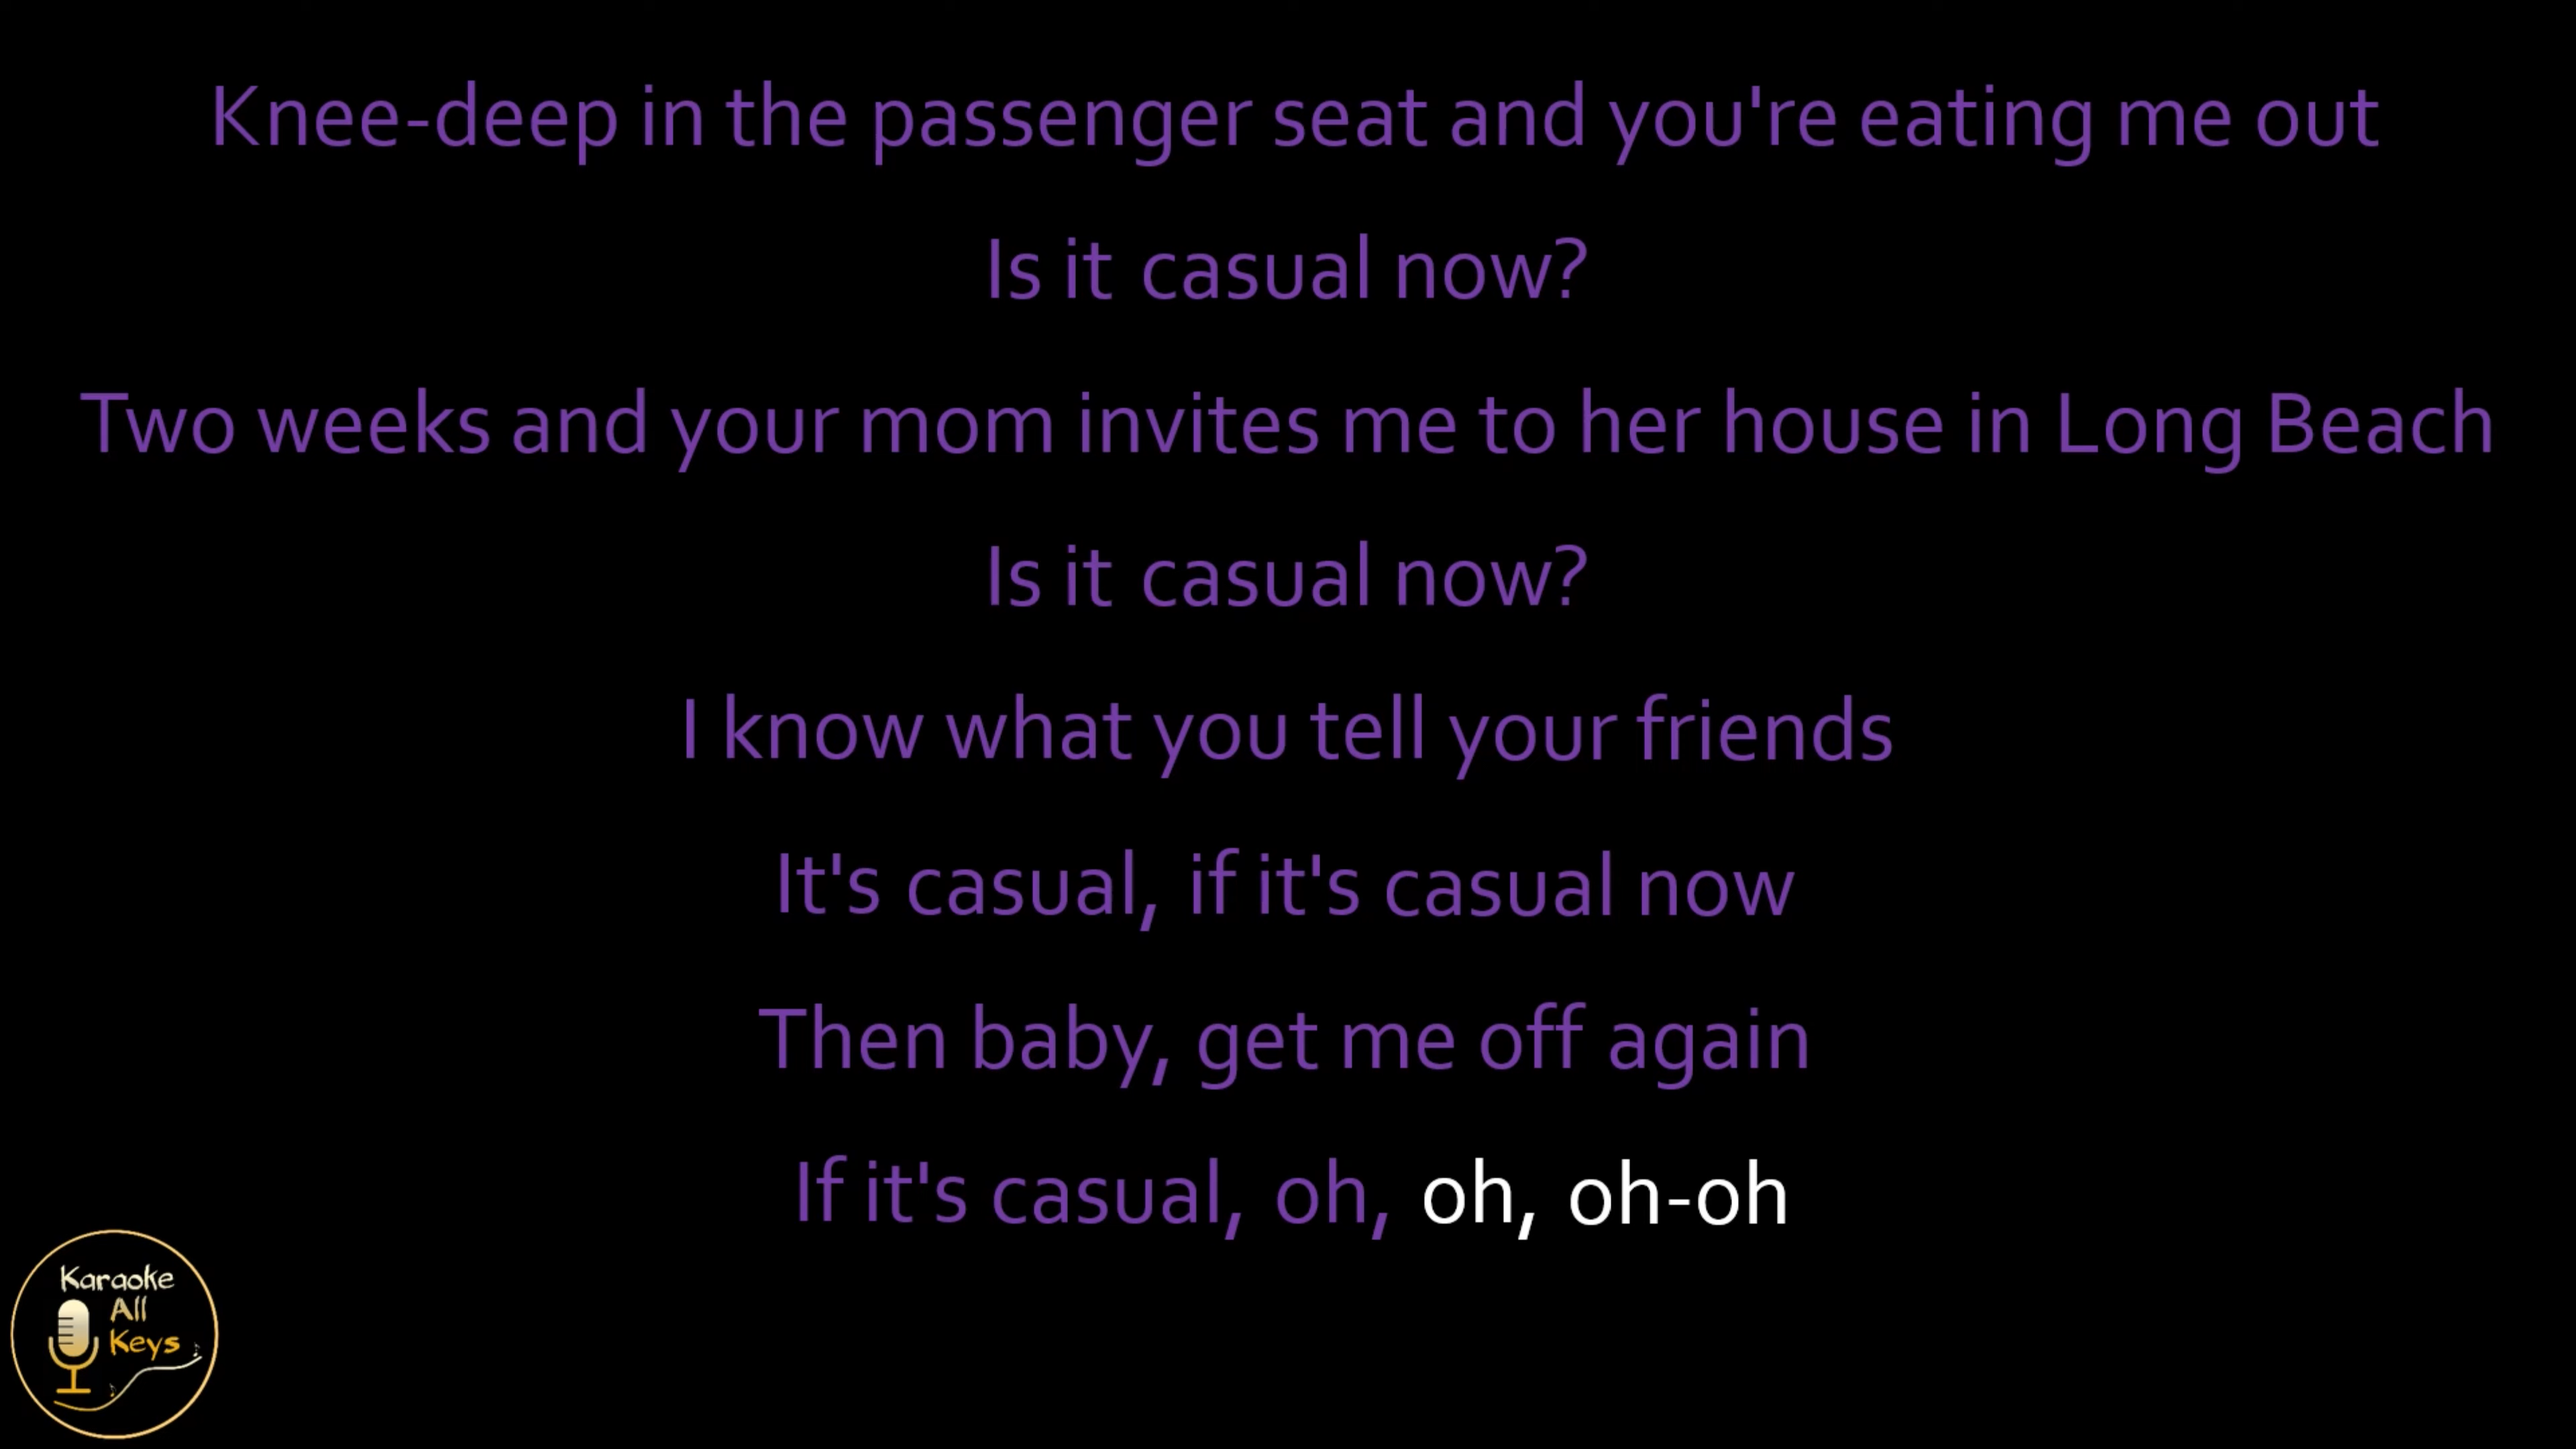 Knee-deep in the passenger seat and you're eating me out
Is it casual now?
Two weeks and your mom invites me to her house in Long Beach
Is it casual now?
I know what you tell your friends
It's casual, if it's casual now
Then baby, get me off again
If it's casual, oh, oh, oh-oh
Karaoke
All
Keys